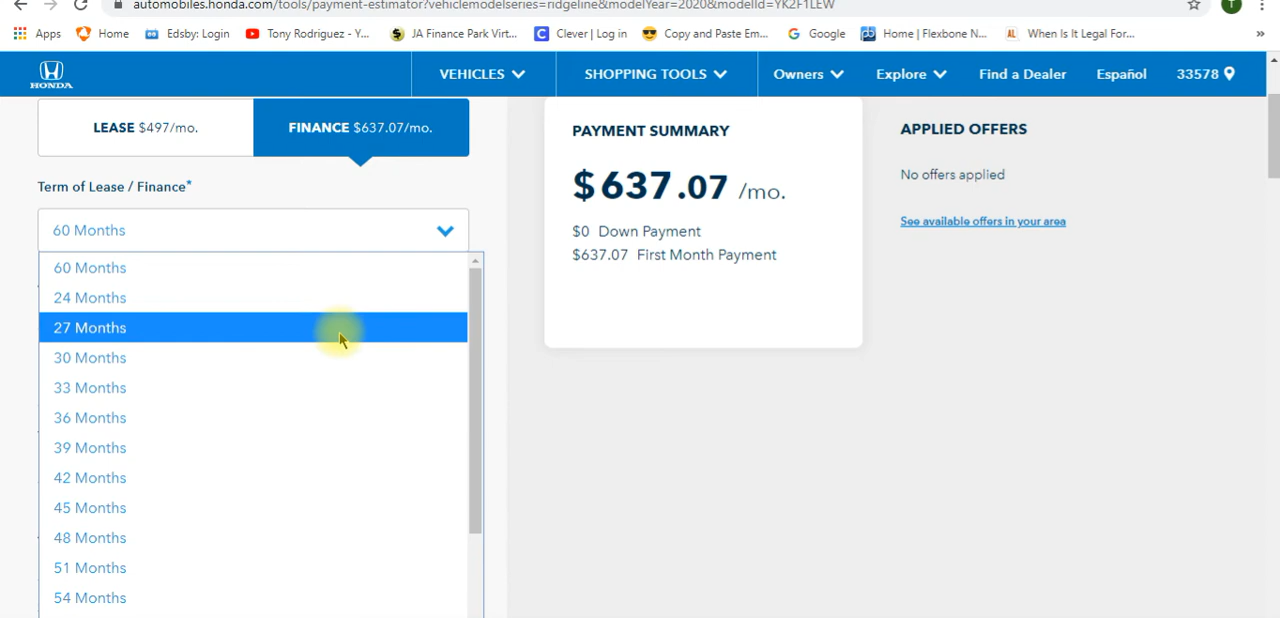 automobiles.honda.com/tools/payment-estimator?vehiclemodelseries=ridgeline&modelYear=2020&modelId=YK2F1LEW
T
Apps Home Edsby: Login Tony Rodriguez - Y... JA Finance Park Virt... Clever | Log in Copy and Paste Em... Google Home | Flexbone N... AL When Is It Legal For... »
HONDA VEHICLES SHOPPING TOOLS Owners Explore Find a Dealer Español 33578
LEASE $497/mo. FINANCE $637.07/mo.
Term of Lease / Finance*
60 Months
60 Months
24 Months
27 Months
30 Months
33 Months
36 Months
39 Months
42 Months
45 Months
48 Months
51 Months
54 Months
PAYMENT SUMMARY
$637.07 /mo.
$0 Down Payment
$637.07 First Month Payment
APPLIED OFFERS
No offers applied
See available offers in your area